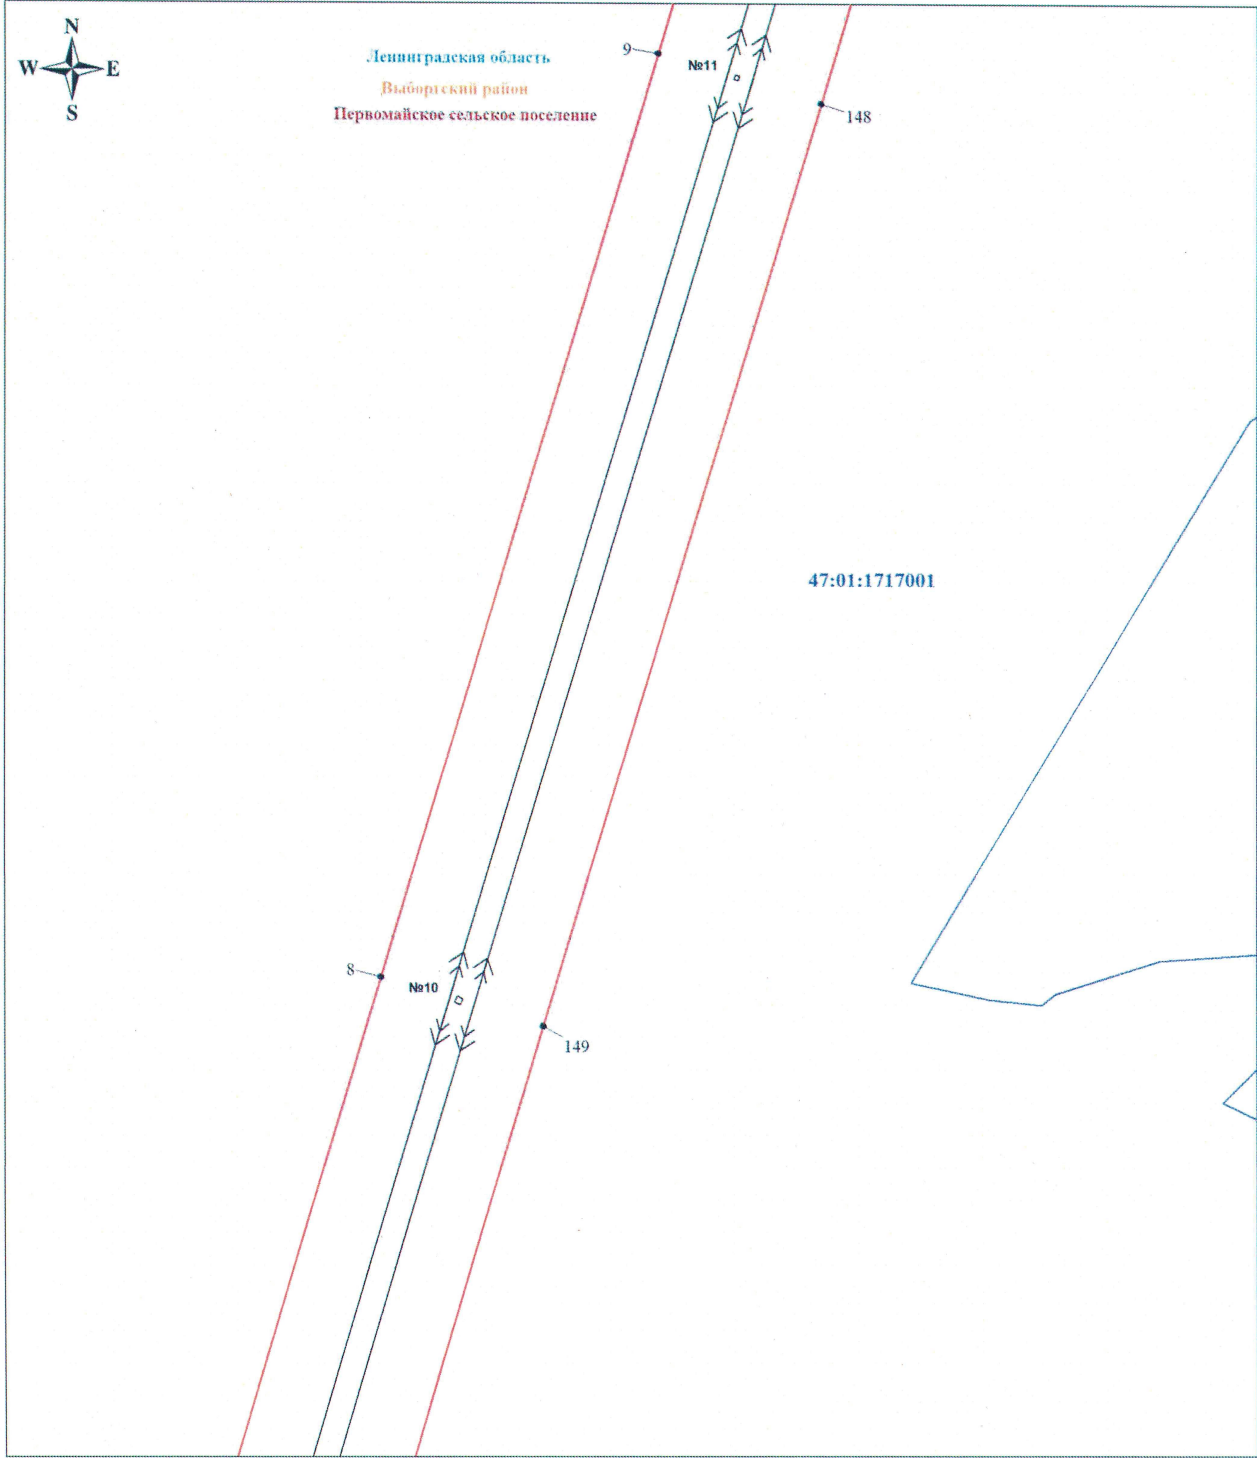 N
W E
S
Ленинградская область
Выборгский район
Первомайское сельское поселение
9
№11
148
47:01:1717001
8
№10
149